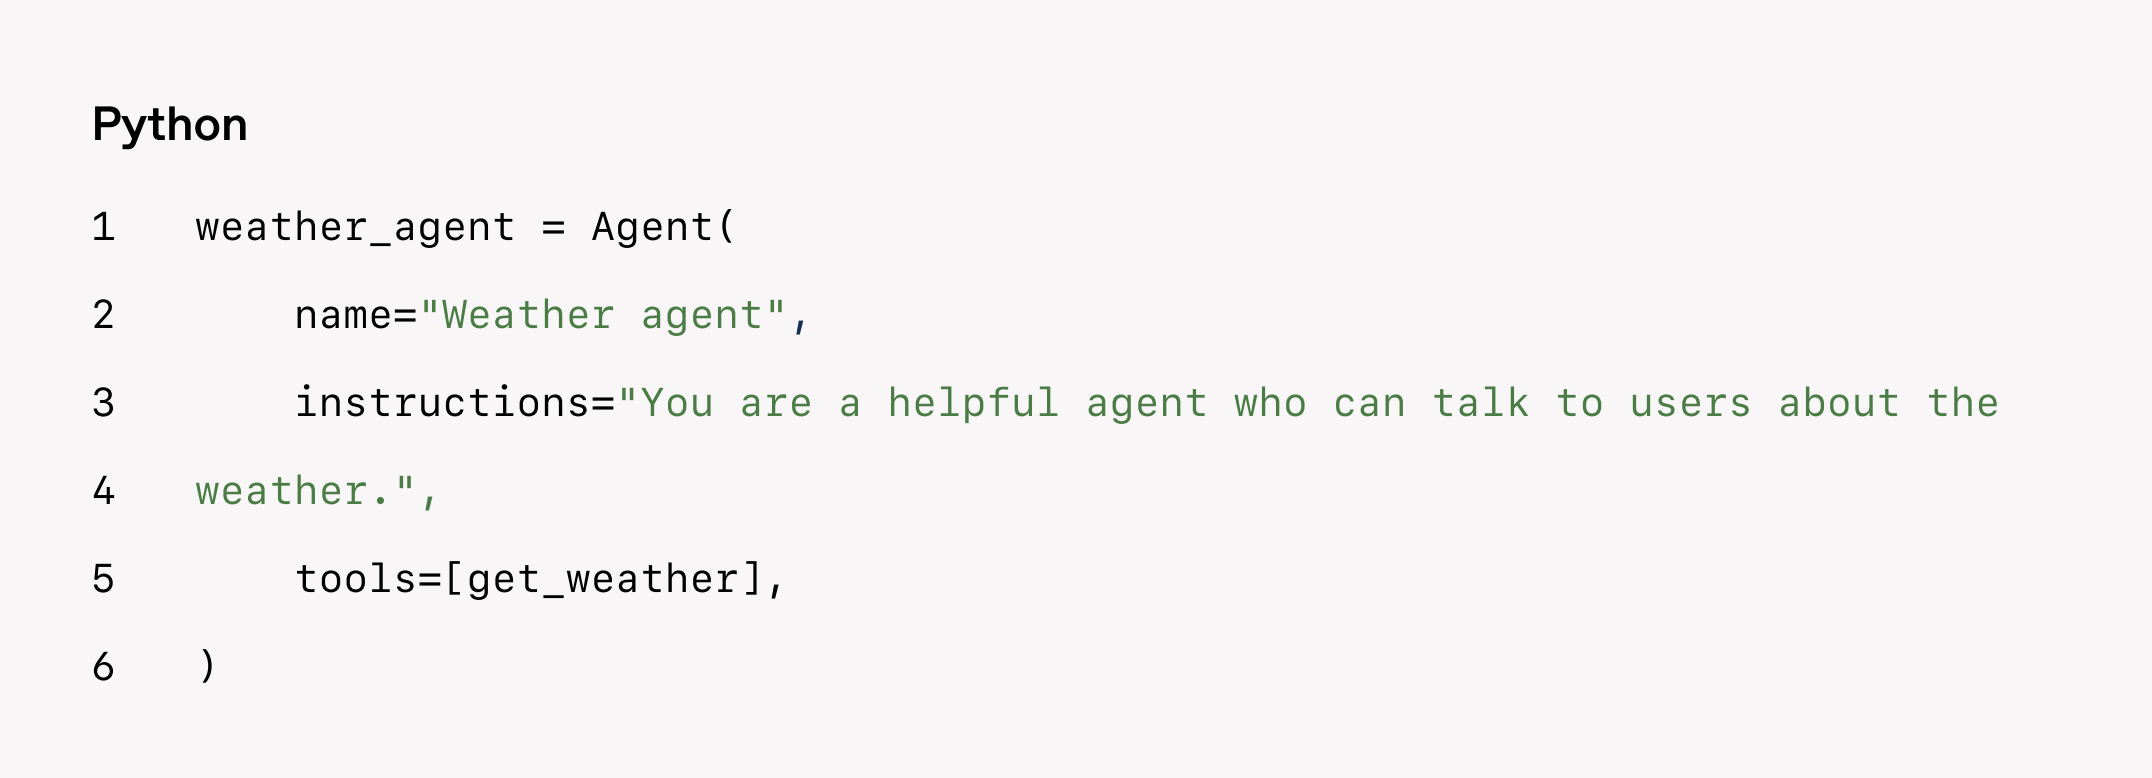 Python
1 weather_agent = Agent(
2     name="Weather agent",
3     instructions="You are a helpful agent who can talk to users about the
4 weather.",
5     tools=[get_weather],
6 )